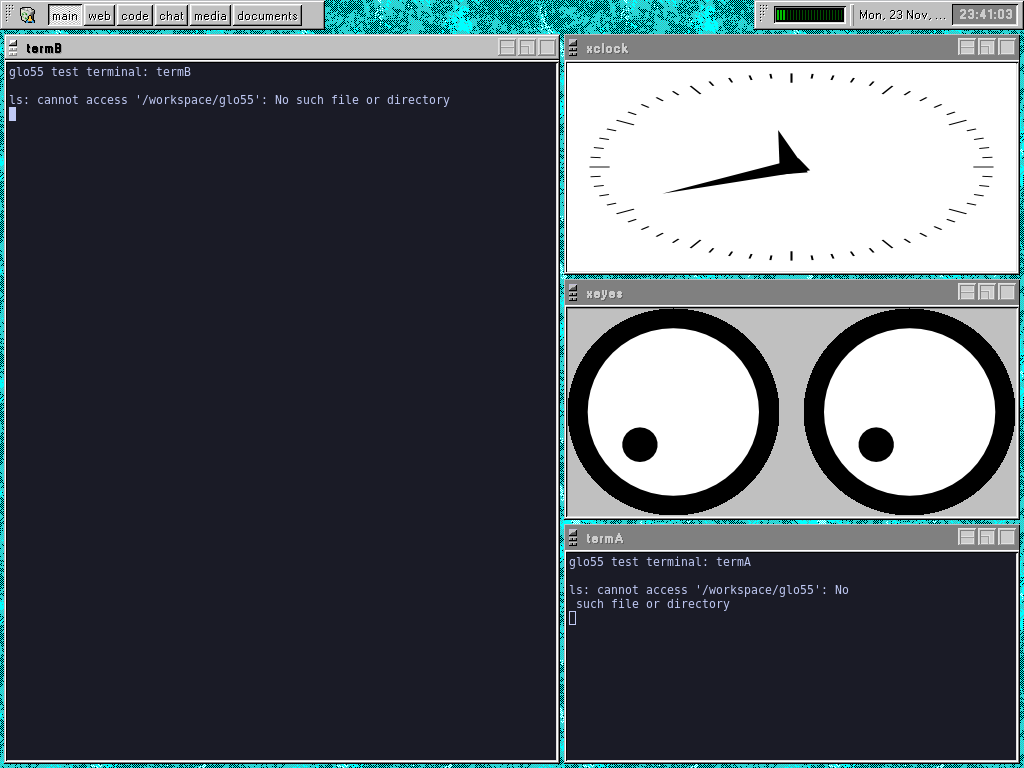 main web code chat media documents
Mon, 23 Nov, ... 23:41:03
termB
glo55 test terminal: termB
ls: cannot access '/workspace/glo55': No such file or directory
xclock
xeyes
termA
glo55 test terminal: termA
ls: cannot access '/workspace/glo55': No
such file or directory